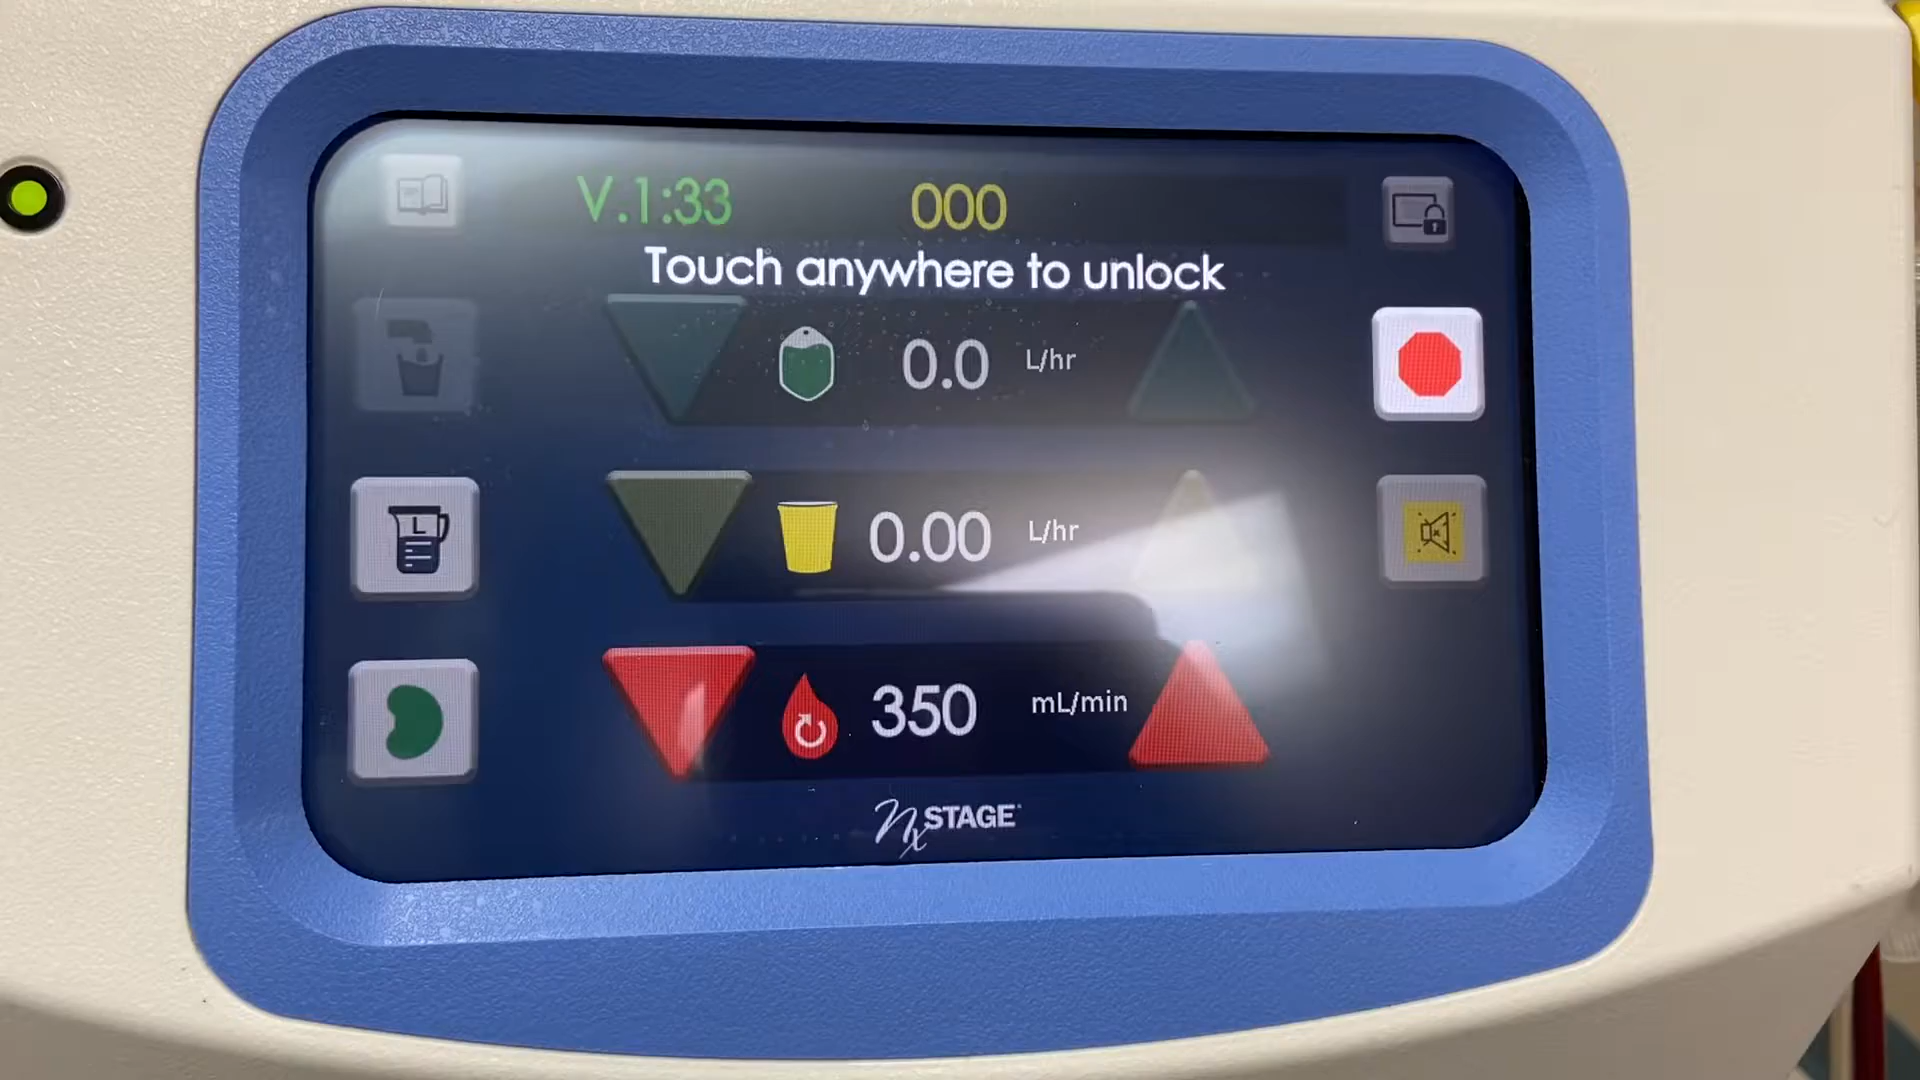 V.1:33 000
Touch anywhere to unlock
0.0 L/hr
L
0.00 L/hr
350 mL/min
NxSTAGE